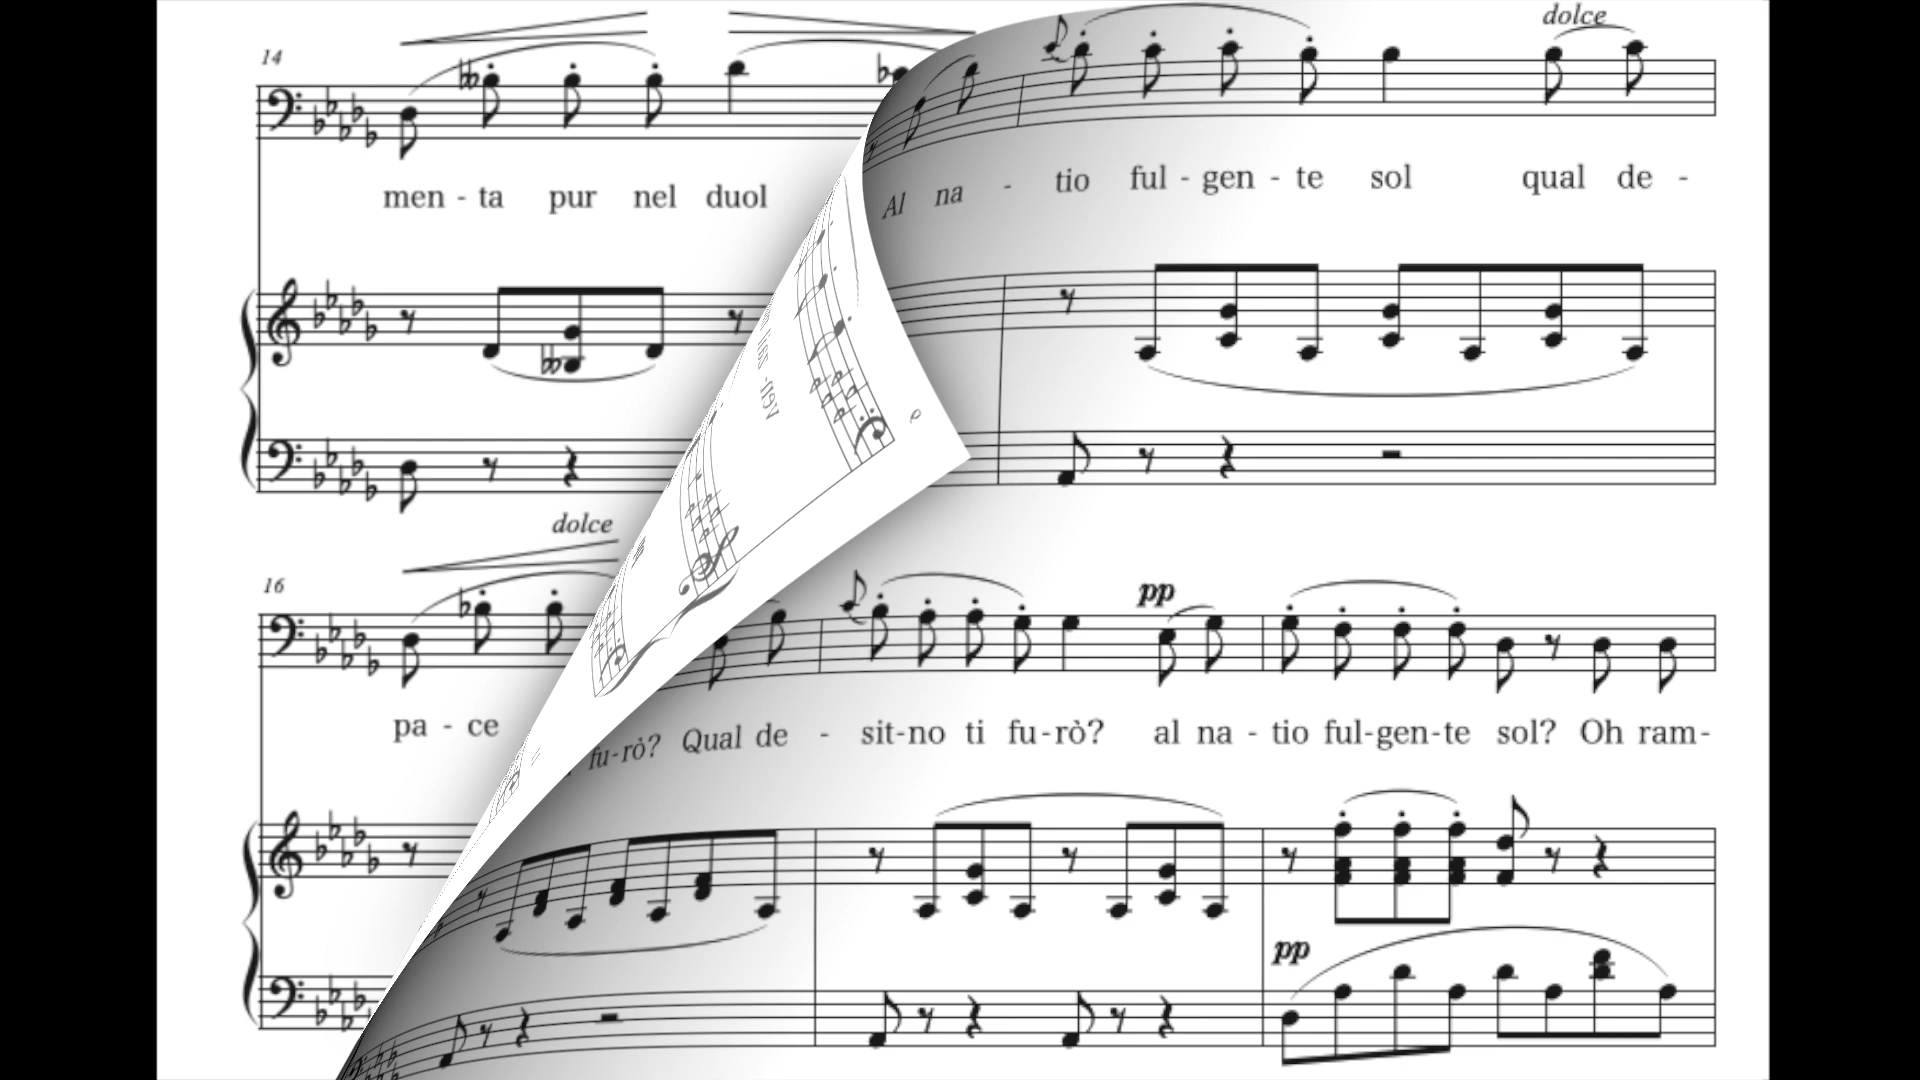 14
dolce
men - ta pur nel duol
Al na - tio ful - gen - te sol qual de -
dolce
16
pp
pa - ce
fu - rò? Qual de - sit - no ti fu - rò? al na - tio ful - gen - te sol? Oh ram -
pp